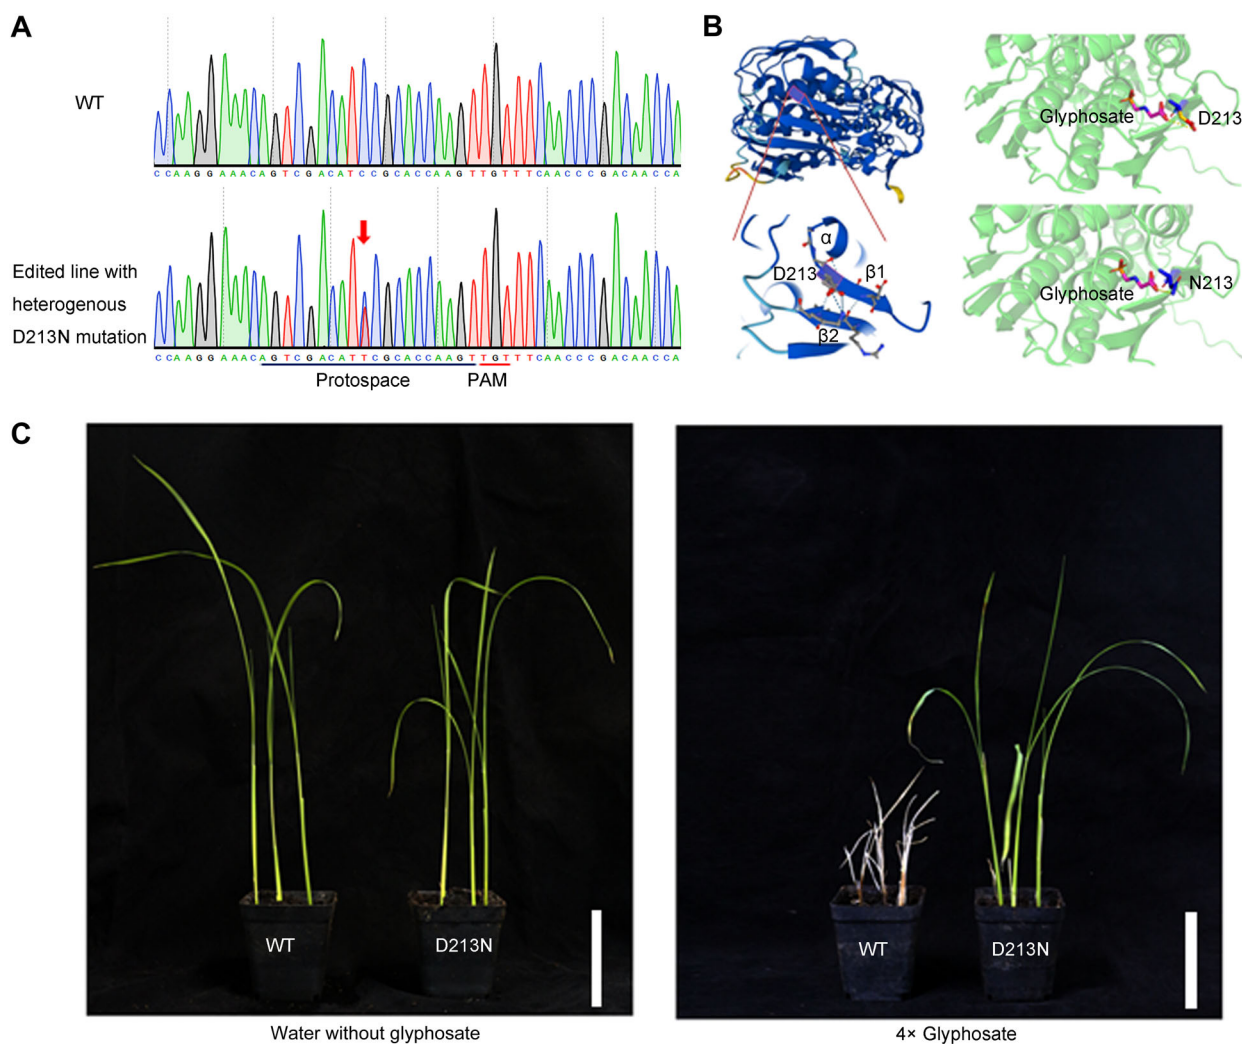 A
WT
CCAAGGAAACAGTCGACATCCGCACCAAGTTGTTTCAACCCGACAACCA
Edited line with
heterogenous
D213N mutation
CCAAGGAAACAGTCGACATTCGCACCAAGTTGTTTCAACCCGACAACCA
Protospace
PAM
B
α
D213
β1
β2
Glyphosate
D213
Glyphosate
N213
C
WT
D213N
Water without glyphosate
WT
D213N
4× Glyphosate